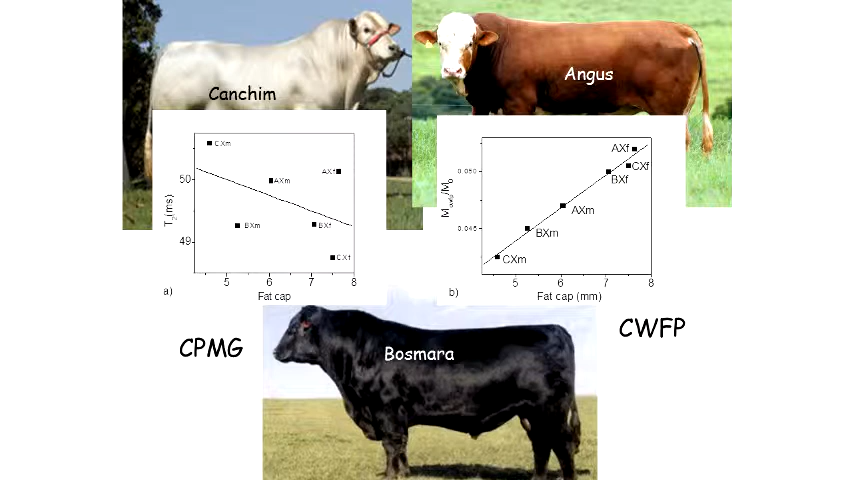 Canchim
Angus
CXm
AXm
AXf
BXm
BXf
CXf
50
49
T2(ms)
5 6 7 8
Fat cap
a)
AXf
CXf
BXf
AXm
BXm
CXm
0.050
0.045
5 6 7 8
Fat cap (mm)
b)
CPMG
CWFP
Bosmara